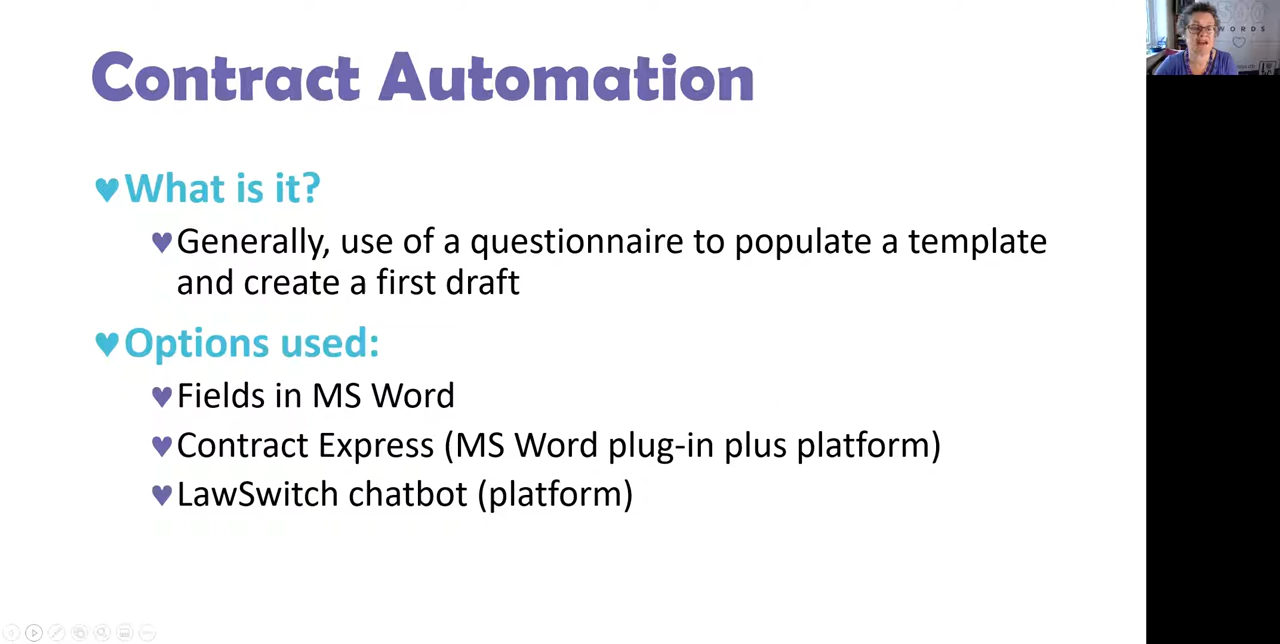 Contract Automation
♥What is it?
♥Generally, use of a questionnaire to populate a template
and create a first draft
♥Options used:
♥Fields in MS Word
♥Contract Express (MS Word plug-in plus platform)
♥LawSwitch chatbot (platform)
WORDS